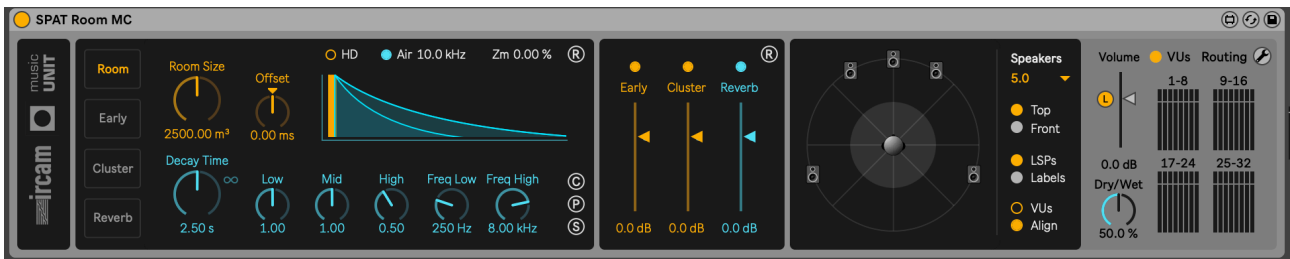 SPAT Room MC
music
UNIT
ircam
Room
Early
Cluster
Reverb
Room Size
2500.00 m³
Offset
0.00 ms
HD
Air 10.0 kHz
Zm 0.00 %
R
Decay Time
∞
2.50 s
Low
1.00
Mid
1.00
High
0.50
Freq Low
250 Hz
Freq High
8.00 kHz
C
P
S
R
Early
Cluster
Reverb
0.0 dB
0.0 dB
0.0 dB
Speakers
5.0
Top
Front
LSPs
Labels
VUs
Align
Volume
L
0.0 dB
Dry/Wet
50.0 %
VUs
Routing
1-8
9-16
17-24
25-32